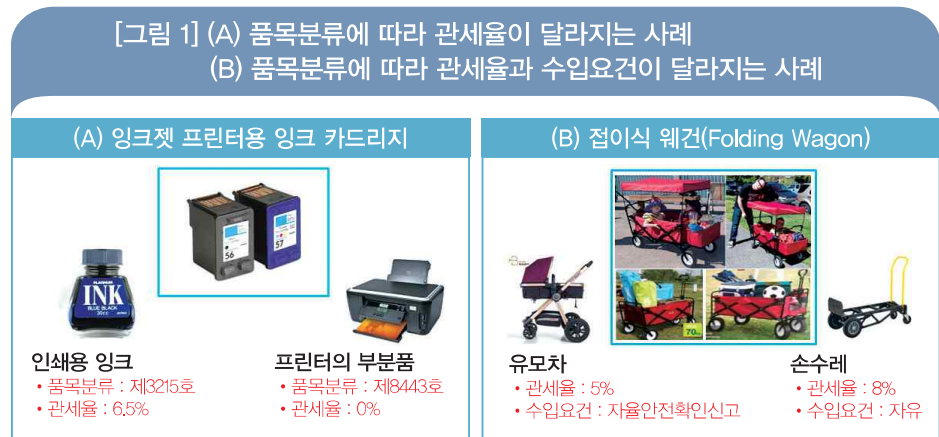 [그림 1] (A) 품목분류에 따라 관세율이 달라지는 사례
(B) 품목분류에 따라 관세율과 수입요건이 달라지는 사례
(A) 잉크젯 프린터용 잉크 카드리지
56
57
INK
BLUE BLACK
인쇄용 잉크
• 품목분류 : 제3215호
• 관세율 : 6.5%
프린터의 부분품
• 품목분류 : 제8443호
• 관세율 : 0%
(B) 접이식 웨건(Folding Wagon)
70
유모차
• 관세율 : 5%
• 수입요건 : 자율안전확인신고
손수레
• 관세율 : 8%
• 수입요건 : 자유